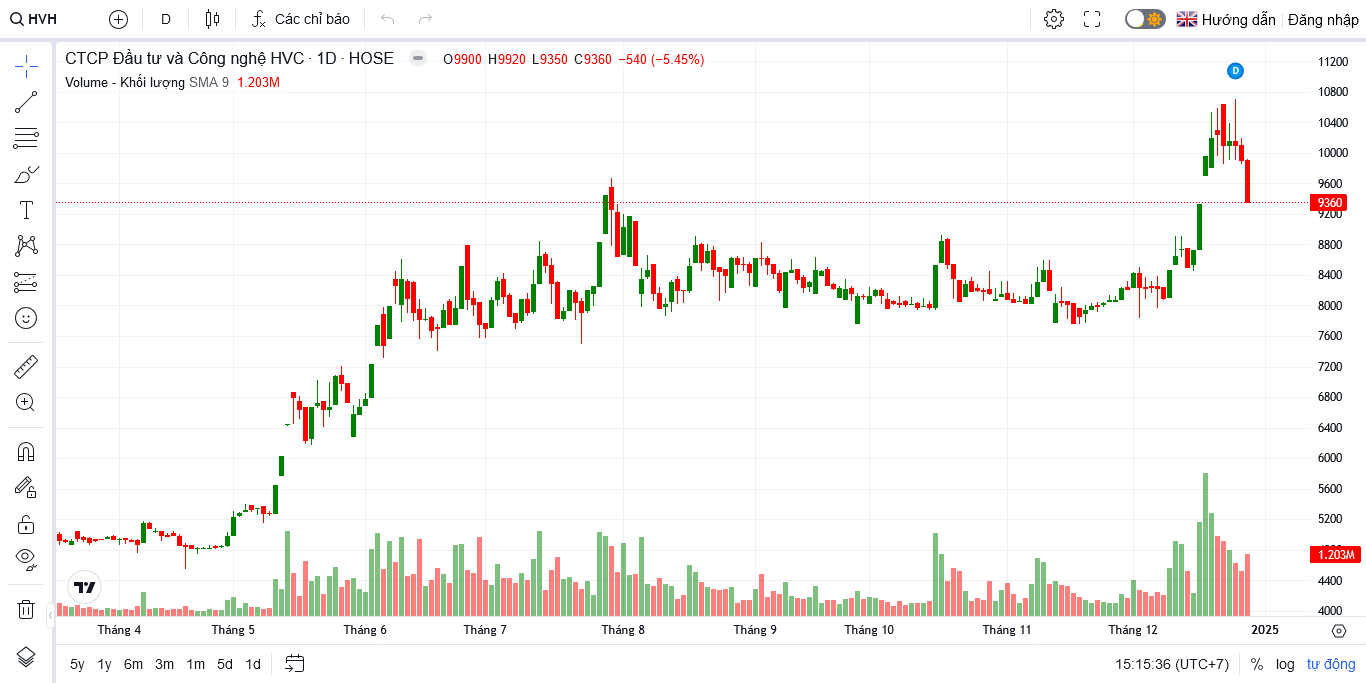 HVH D Các chỉ báo Hướng dẫn Đăng nhập
CTCP Đầu tư và Công nghệ HVC · 1D · HOSE O9900 H9920 L9350 C9360 −540 (−5.45%)
Volume - Khối lượng SMA 9 1.203M
D
11200
10800
10400
10000
9600
9360
9200
8800
8400
8000
7600
7200
6800
6400
6000
5600
5200
1.203M
4400
4000
Tháng 4 Tháng 5 Tháng 6 Tháng 7 Tháng 8 Tháng 9 Tháng 10 Tháng 11 Tháng 12 2025
5y 1y 6m 3m 1m 5d 1d 15:15:36 (UTC+7) % log tự động